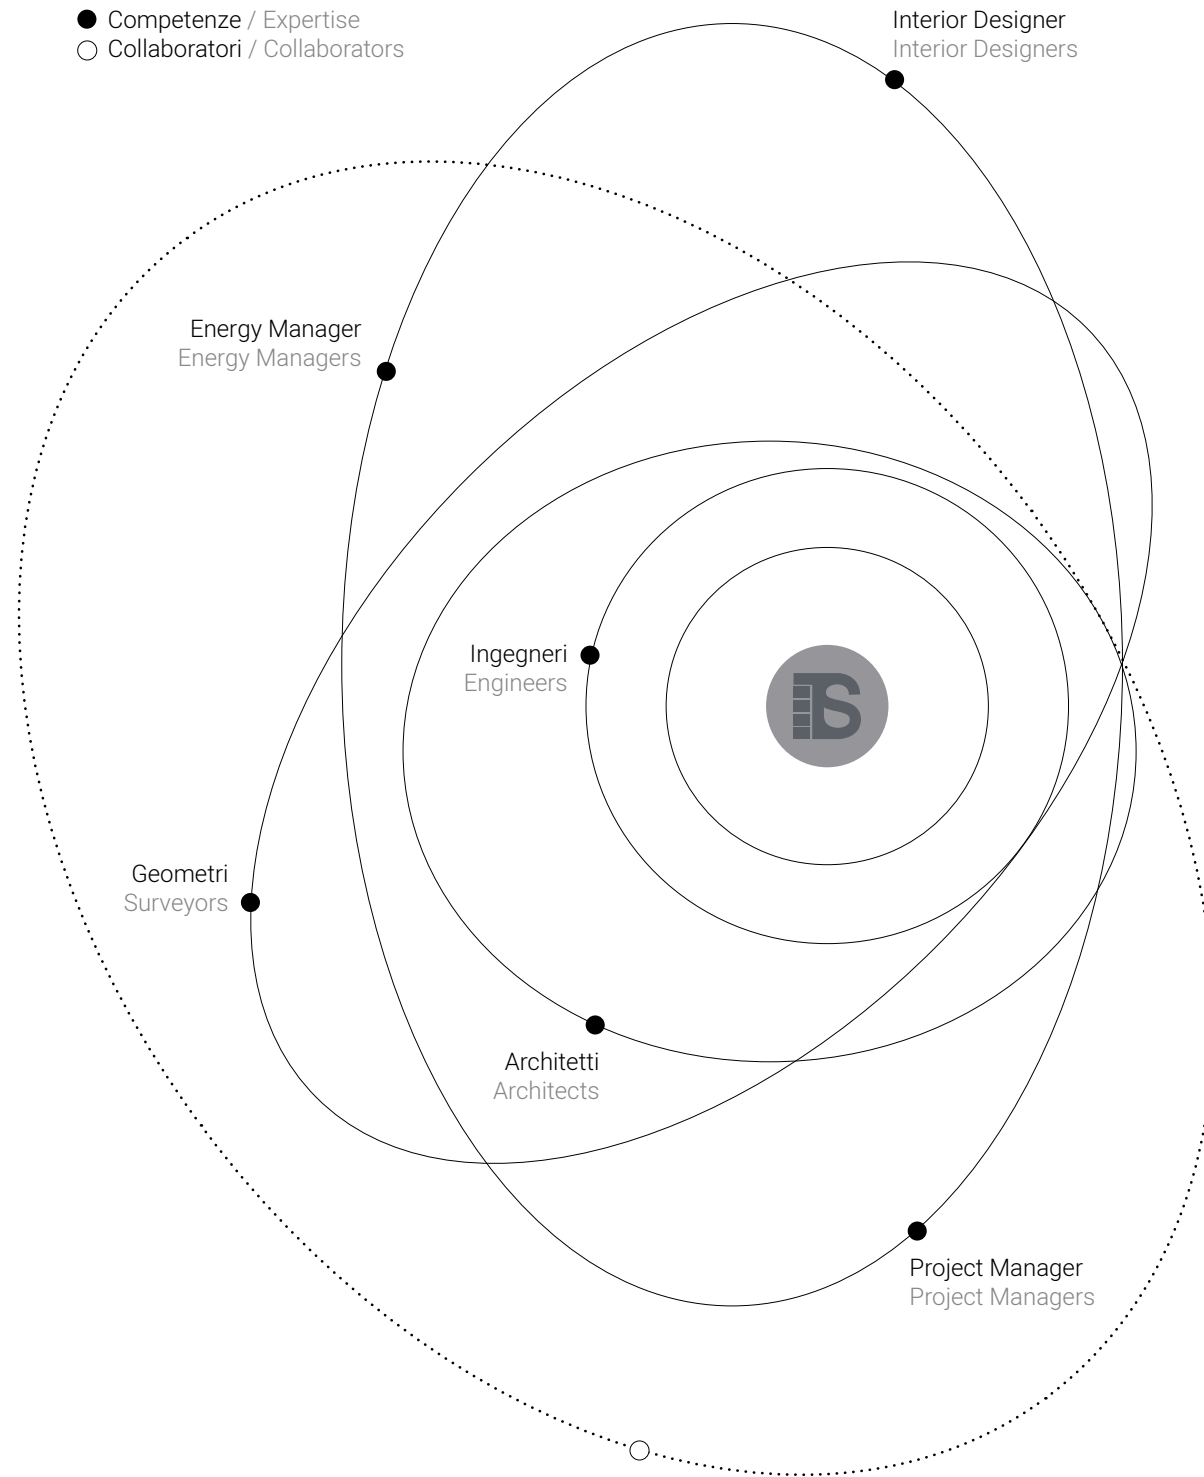 Competenze / Expertise
Collaboratori / Collaborators
Interior Designer
Interior Designers
Energy Manager
Energy Managers
Ingegneri
Engineers
TS
Geometri
Surveyors
Architetti
Architects
Project Manager
Project Managers